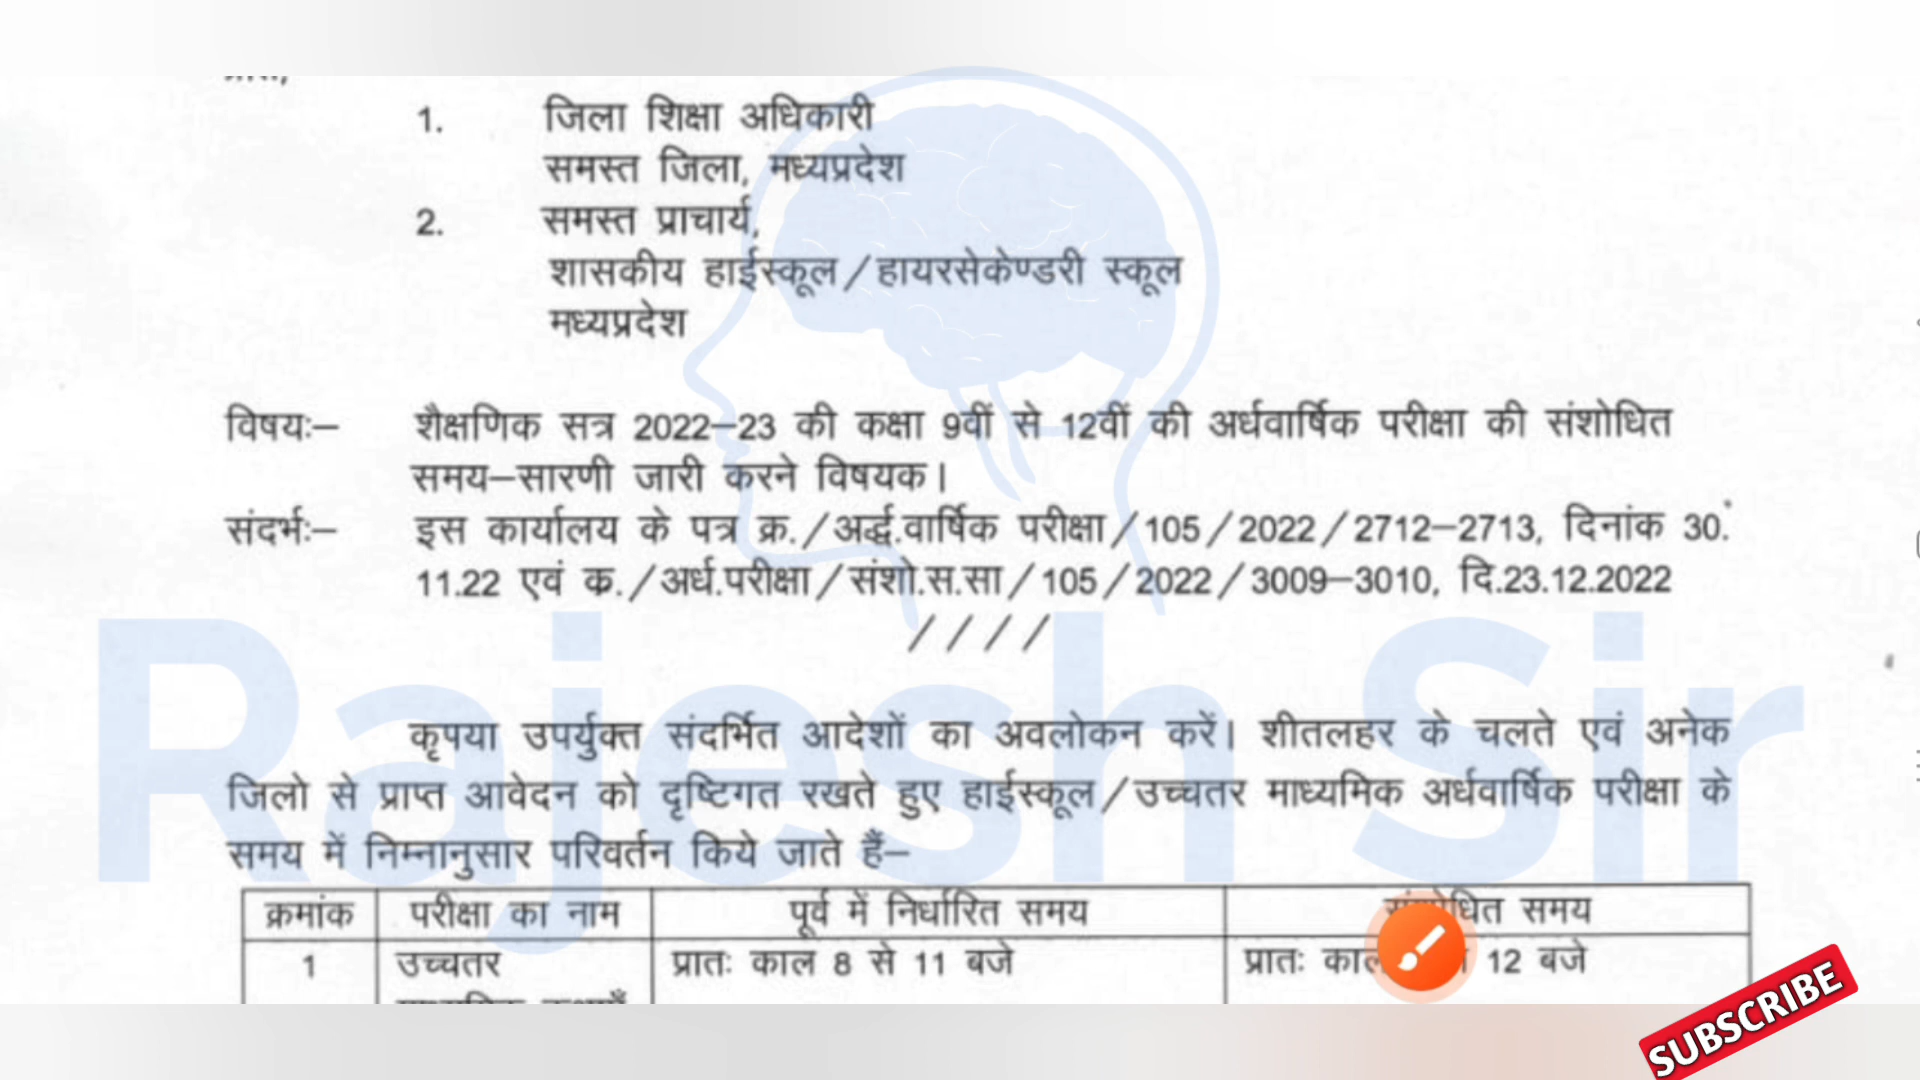 1. जिला शिक्षा अधिकारी
समस्त जिला, मध्यप्रदेश
2. समस्त प्राचार्य,
शासकीय हाईस्कूल/हायरसेकेण्डरी स्कूल
मध्यप्रदेश
विषयः– शैक्षणिक सत्र 2022–23 की कक्षा 9वीं से 12वीं की अर्धवार्षिक परीक्षा की संशोधित
समय–सारणी जारी करने विषयक।
संदर्भः– इस कार्यालय के पत्र क्र./अर्द्ध.वार्षिक परीक्षा/105/2022/2712–2713, दिनांक 30.
11.22 एवं क्र./अर्ध.परीक्षा/संशो.स.सा/105/2022/3009–3010, दि.23.12.2022
////
Rajesh Sir
कृपया उपर्युक्त संदर्भित आदेशों का अवलोकन करें। शीतलहर के चलते एवं अनेक
जिलो से प्राप्त आवेदन को दृष्टिगत रखते हुए हाईस्कूल/उच्चतर माध्यमिक अर्धवार्षिक परीक्षा के
समय में निम्नानुसार परिवर्तन किये जाते हैं–
क्रमांक परीक्षा का नाम पूर्व में निर्धारित समय समय
1 उच्चतर प्रातः काल 8 से 11 बजे प्रातः 12 बजे
SUBSCRIBE